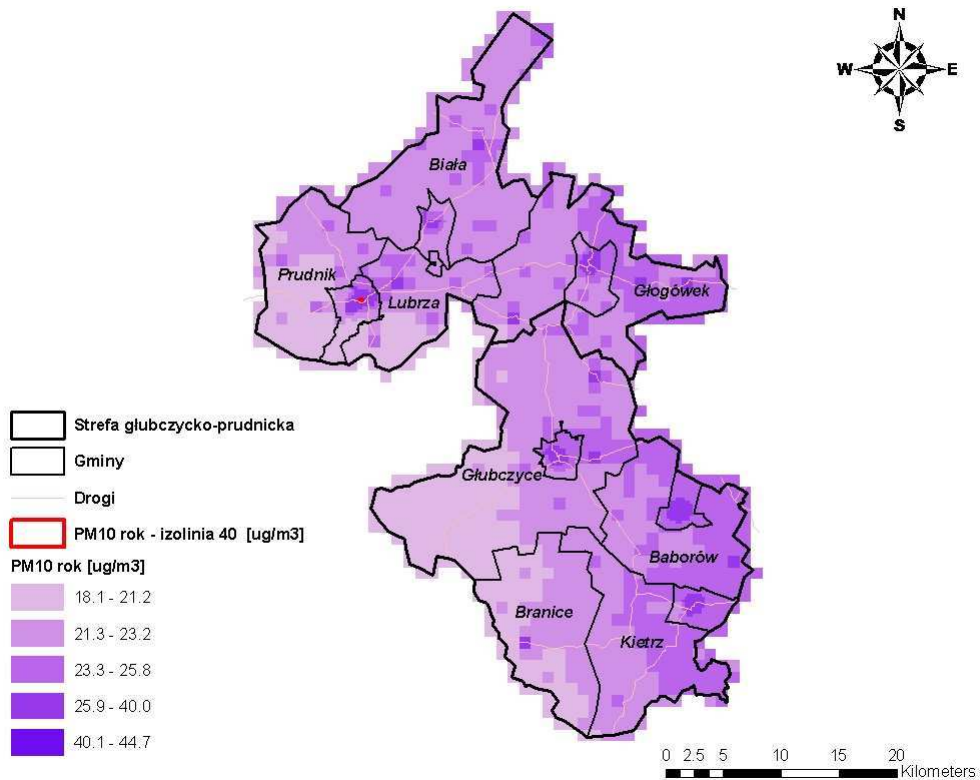 N
W E
S
Biała
Prudnik
Lubrza
Głogówek
Głubczyce
Baborów
Branice
Kietrz
Strefa głubczycko-prudnicka
Gminy
Drogi
PM10 rok - izolinia 40 [ug/m3]
PM10 rok [ug/m3]
18.1 - 21.2
21.3 - 23.2
23.3 - 25.8
25.9 - 40.0
40.1 - 44.7
0 2.5 5 10 15 20
Kilometers